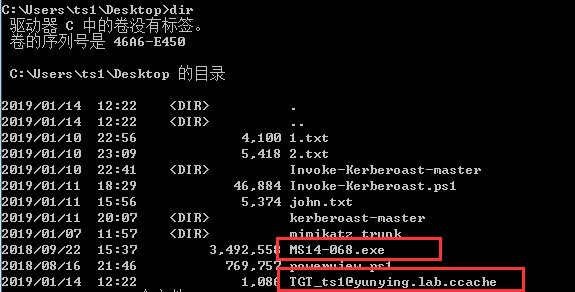 C:\Users\ts1\Desktop>dir
驱动器 C 中的卷没有标签。
卷的序列号是 46A6-E450
C:\Users\ts1\Desktop 的目录
2019/01/14 12:22 <DIR> .
2019/01/14 12:22 <DIR> ..
2019/01/10 22:56 4,100 1.txt
2019/01/10 23:09 5,418 2.txt
2019/01/10 22:41 <DIR> Invoke-Kerberoast-master
2019/01/11 18:29 46,884 Invoke-Kerberoast.ps1
2019/01/11 15:56 5,374 john.txt
2019/01/11 20:07 <DIR> kerberoast-master
2019/01/07 11:57 <DIR> mimikatz_trunk
2018/09/22 15:37 3,492,558 MS14-068.exe
2018/08/16 21:46 769,757 powerview.ps1
2019/01/14 12:22 1,086 TGT_ts1@yunying.lab.ccache